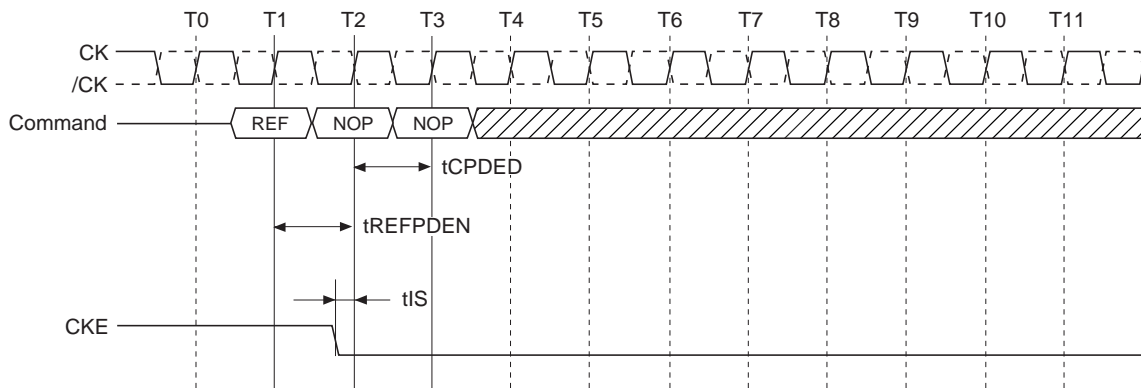 T0 T1 T2 T3 T4 T5 T6 T7 T8 T9 T10 T11
CK
/CK
Command REF NOP NOP
tCPDED
tREFPDEN
tIS
CKE